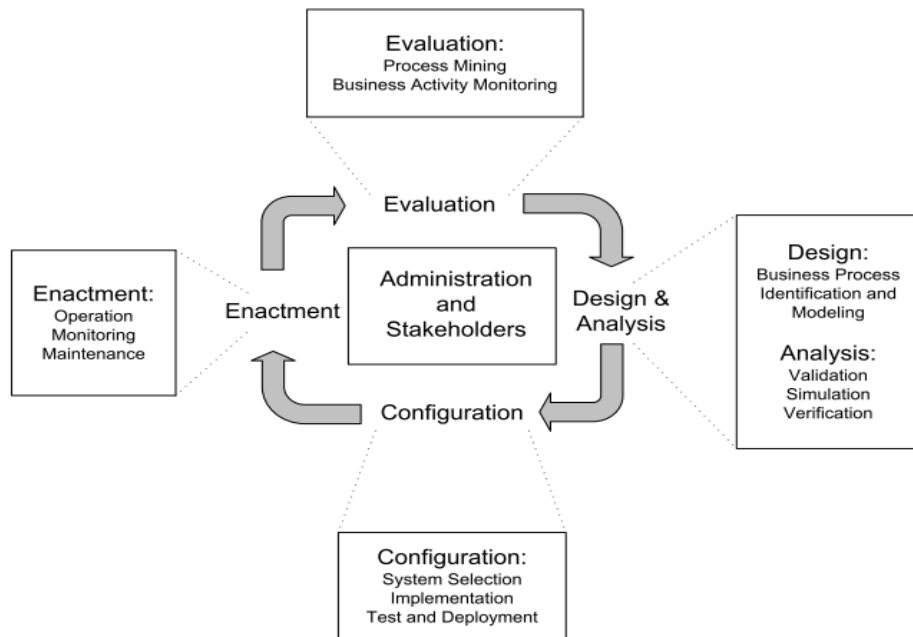 Evaluation:
Process Mining
Business Activity Monitoring
Evaluation
Administration
and
Stakeholders
Enactment:
Operation
Monitoring
Maintenance
Enactment
Design &
Analysis
Design:
Business Process
Identification and
Modeling
Analysis:
Validation
Simulation
Verification
Configuration
Configuration:
System Selection
Implementation
Test and Deployment